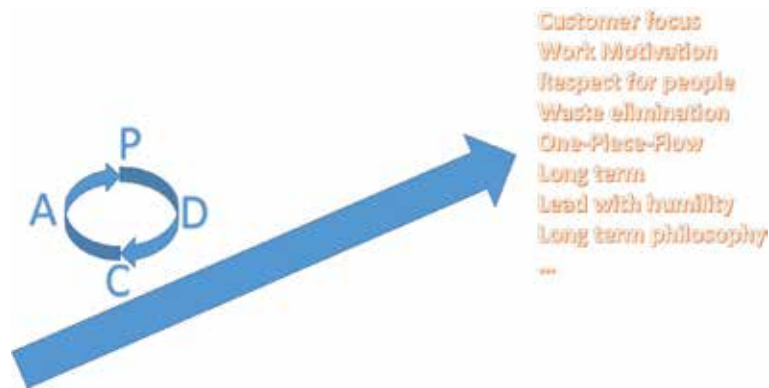 P
A
D
C
Customer focus
Work Motivation
Respect for people
Waste elimination
One-Piece-Flow
Long term
Lead with humility
Long term philosophy
...